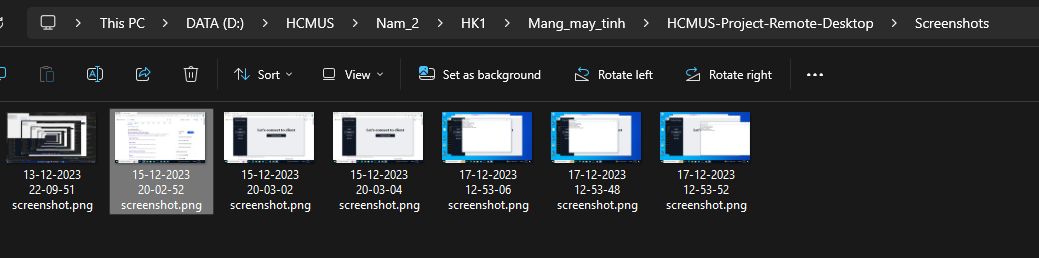 This PC > DATA (D:) > HCMUS > Nam_2 > HK1 > Mang_may_tinh > HCMUS-Project-Remote-Desktop > Screenshots
Sort View Set as background Rotate left Rotate right
13-12-2023
22-09-51
screenshot.png
15-12-2023
20-02-52
screenshot.png
15-12-2023
20-03-02
screenshot.png
15-12-2023
20-03-04
screenshot.png
17-12-2023
12-53-06
screenshot.png
17-12-2023
12-53-48
screenshot.png
17-12-2023
12-53-52
screenshot.png
Let's connect to client
Let's connect to client